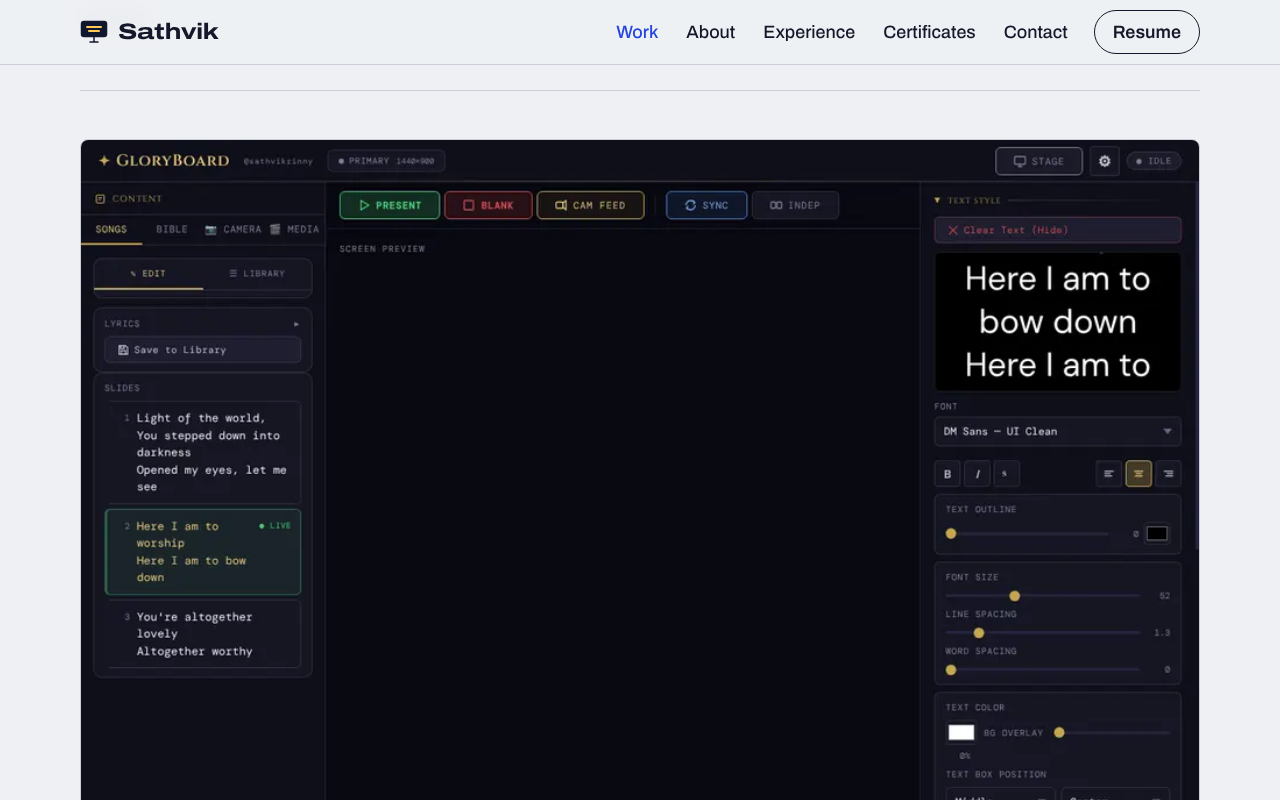 Sathvik
Work
About
Experience
Certificates
Contact
Resume
GLORYBOARD
@sathvikzinny
PRIMARY 1440×900
STAGE
IDLE
CONTENT
SONGS
BIBLE
CAMERA
MEDIA
EDIT
LIBRARY
LYRICS
Save to Library
SLIDES
1 Light of the world,
You stepped down into
darkness
Opened my eyes, let me
see
2 Here I am to
LIVE
worship
Here I am to bow
down
3 You're altogether
lovely
Altogether worthy
PRESENT
BLANK
CAM FEED
SYNC
INDEP
SCREEN PREVIEW
TEXT STYLE
Clear Text (Hide)
Here I am to
bow down
Here I am to
FONT
DM Sans — UI Clean
B I S
TEXT OUTLINE
0
FONT SIZE
52
LINE SPACING
1.3
WORD SPACING
0
TEXT COLOR
BG OVERLAY
0%
TEXT BOX POSITION